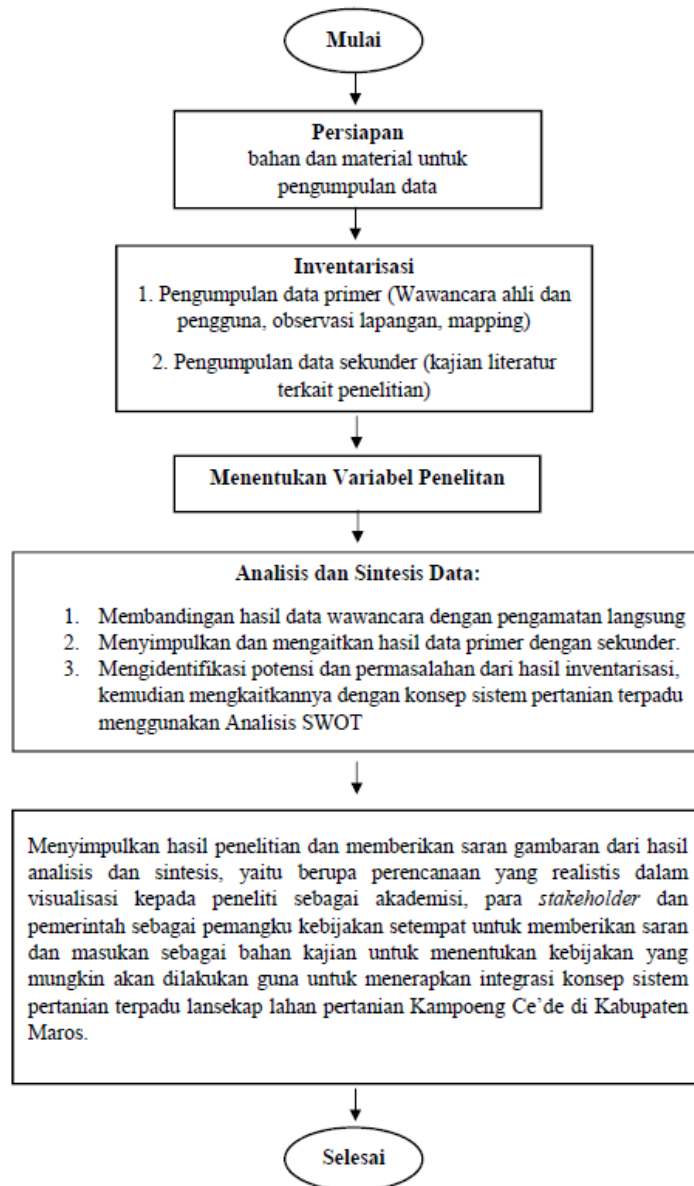 Mulai
Persiapan
bahan dan material untuk
pengumpulan data
Inventarisasi
1. Pengumpulan data primer (Wawancara ahli dan
pengguna, observasi lapangan, mapping)
2. Pengumpulan data sekunder (kajian literatur
terkait penelitian)
Menentukan Variabel Penelitan
Analisis dan Sintesis Data:
1. Membandingan hasil data wawancara dengan pengamatan langsung
2. Menyimpulkan dan mengaitkan hasil data primer dengan sekunder.
3. Mengidentifikasi potensi dan permasalahan dari hasil inventarisasi,
kemudian mengkaitkannya dengan konsep sistem pertanian terpadu
menggunakan Analisis SWOT
Menyimpulkan hasil penelitian dan memberikan saran gambaran dari hasil
analisis dan sintesis, yaitu berupa perencanaan yang realistis dalam
visualisasi kepada peneliti sebagai akademisi, para stakeholder dan
pemerintah sebagai pemangku kebijakan setempat untuk memberikan saran
dan masukan sebagai bahan kajian untuk menentukan kebijakan yang
mungkin akan dilakukan guna untuk menerapkan integrasi konsep sistem
pertanian terpadu lansekap lahan pertanian Kampoeng Ce’de di Kabupaten
Maros.
Selesai